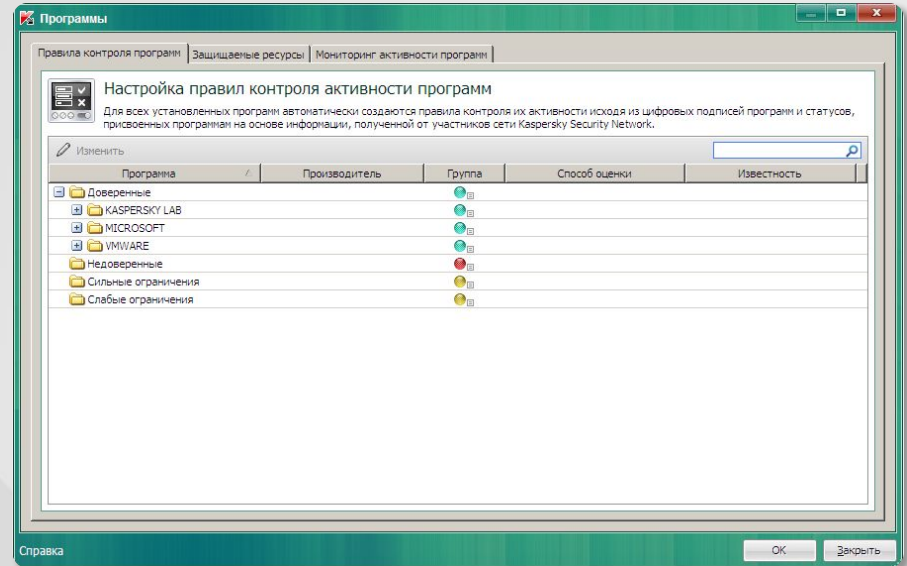 Программы
Правила контроля программ Защищаемые ресурсы Мониторинг активности программ
Настройка правил контроля активности программ
Для всех установленных программ автоматически создаются правила контроля их активности исходя из цифровых подписей программ и статусов,
присвоенных программам на основе информации, полученной от участников сети Kaspersky Security Network.
Изменить
Программа Производитель Группа Способ оценки Известность
Доверенные
KASPERSKY LAB
MICROSOFT
VMWARE
Недоверенные
Сильные ограничения
Слабые ограничения
Справка OK Закрыть